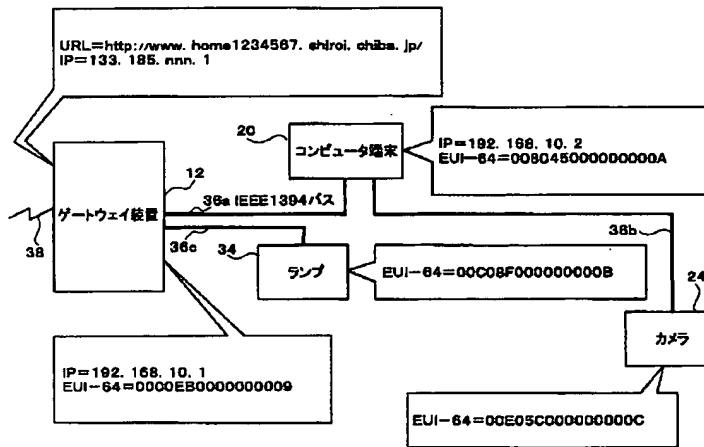 URL=http://www. home1234567. shiroi. chiba. jp/
IP=133. 185. nnn. 1
20
コンピュータ端末
IP=192. 168. 10. 2
EUI-64=008045000000000A
12
ゲートウェイ装置
36a IEEE1394バス
38
36c
34
ランプ
EUI-64=00C08F000000000B
36b
24
カメラ
IP=192. 168. 10. 1
EUI-64=0000EB0000000009
EUI-64=00E05C000000000C